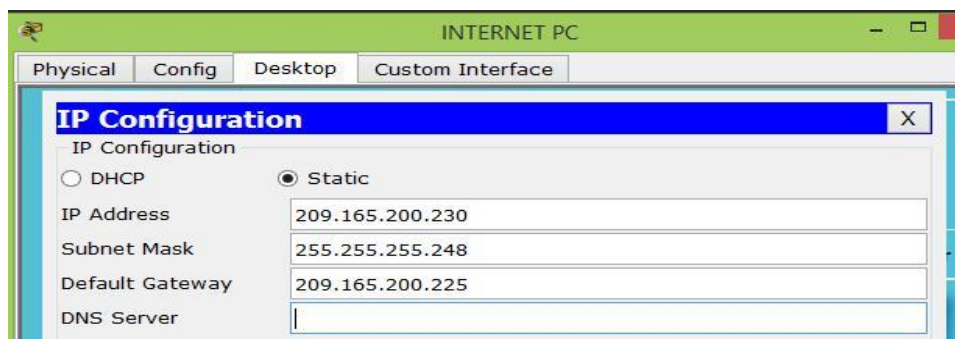 INTERNET PC
Physical Config Desktop Custom Interface
IP Configuration X
IP Configuration
DHCP Static
IP Address 209.165.200.230
Subnet Mask 255.255.255.248
Default Gateway 209.165.200.225
DNS Server